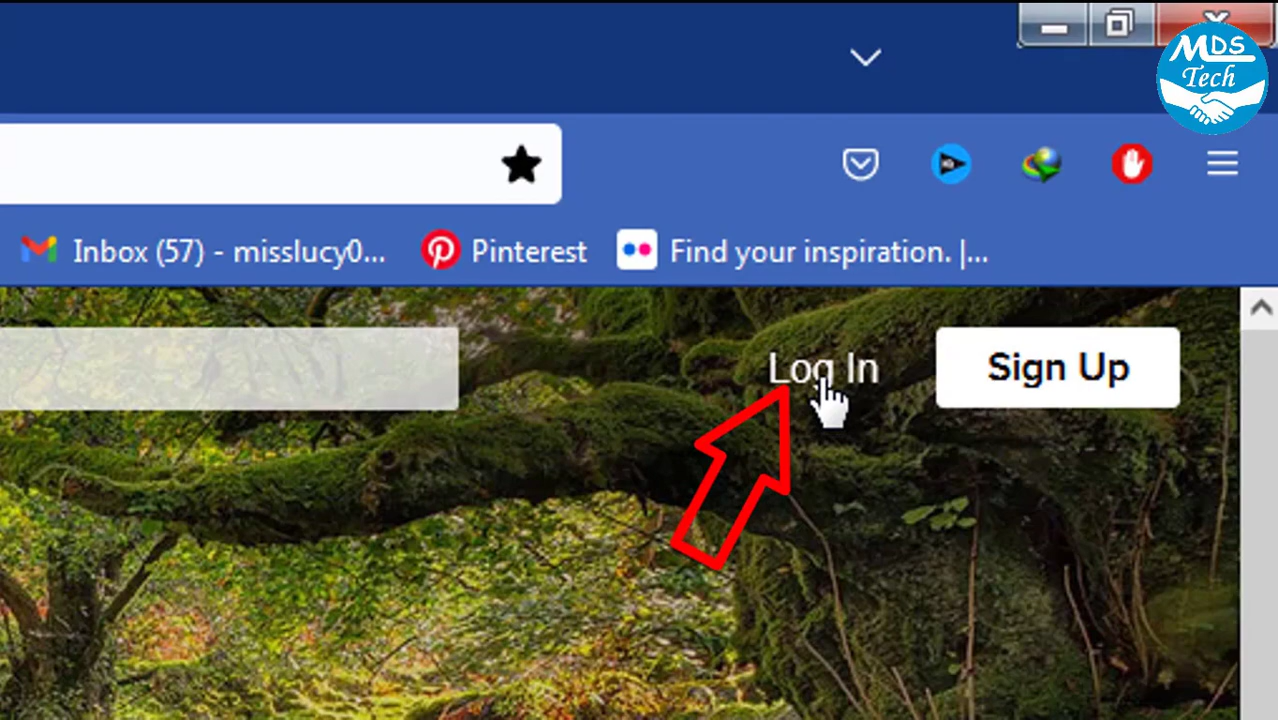 MDS
Tech
Inbox (57) - misslucy0...
Pinterest
Find your inspiration. |...
Log In
Sign Up